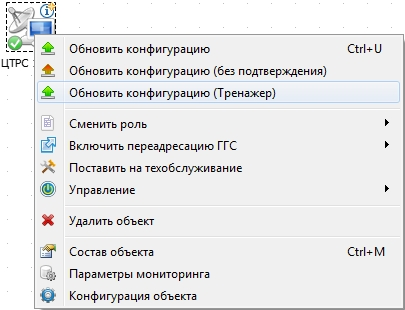 ЦТРС
Обновить конфигурацию Ctrl+U
Обновить конфигурацию (без подтверждения)
Обновить конфигурацию (Тренажер)
Сменить роль
Включить переадресацию ГГС
Поставить на техобслуживание
Управление
Удалить объект
Состав объекта Ctrl+M
Параметры мониторинга
Конфигурация объекта